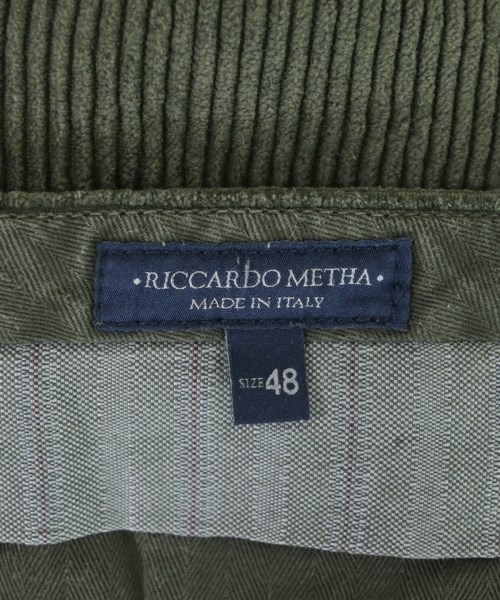 • RICCARDO METHA •
MADE IN ITALY
SIZE 48